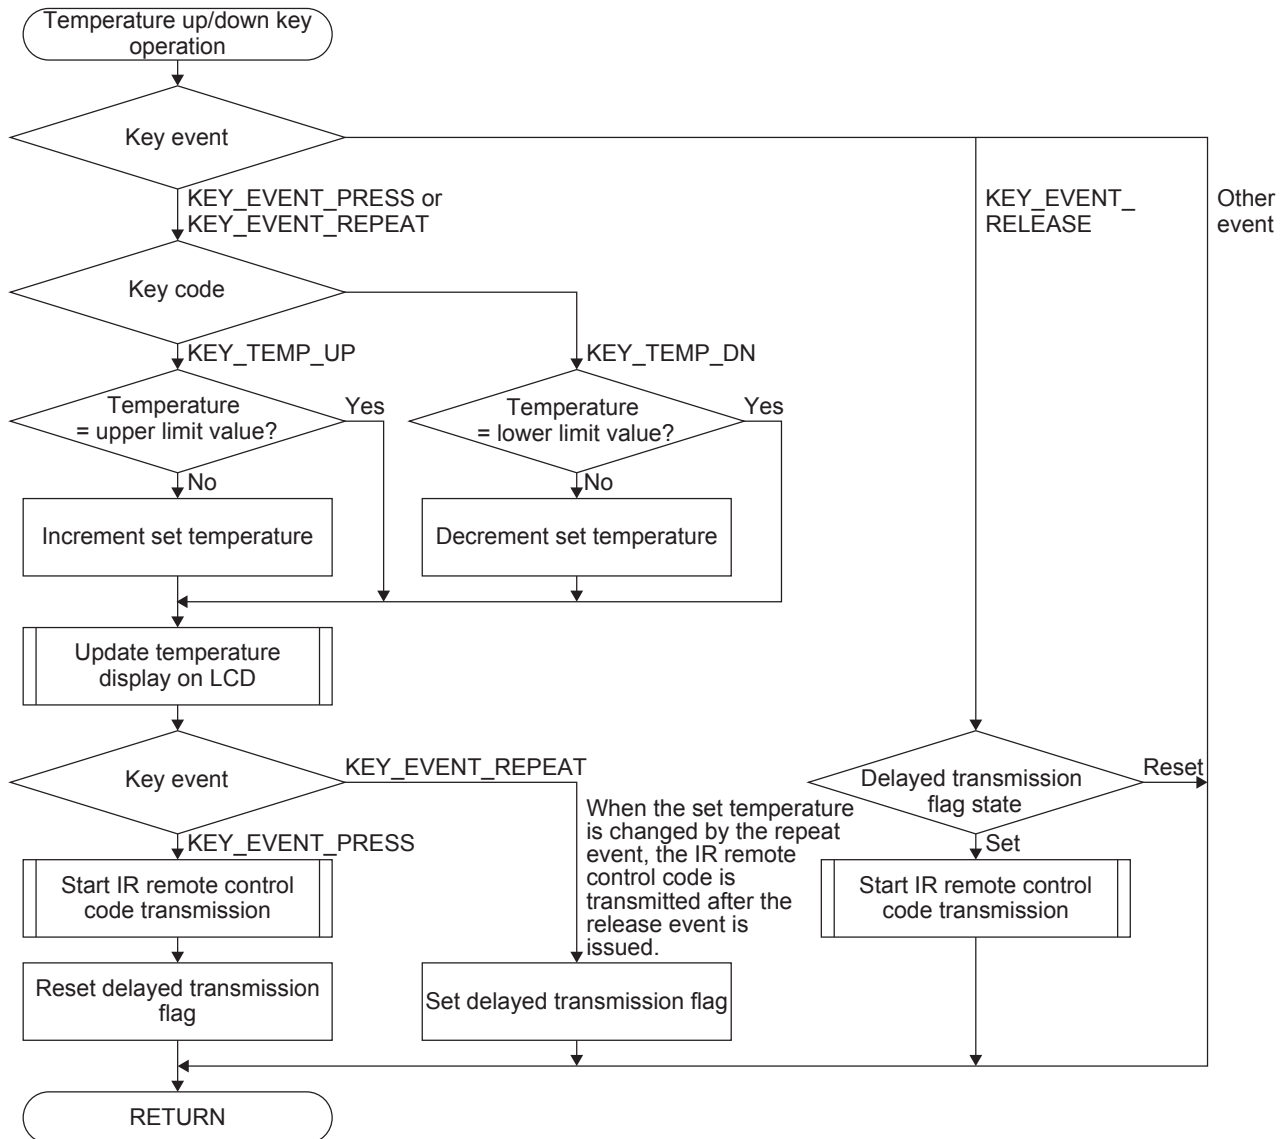 Temperature up/down key
operation
Key event
KEY_EVENT_PRESS or
KEY_EVENT_REPEAT
KEY_EVENT_
RELEASE
Other
event
Key code
KEY_TEMP_UP
KEY_TEMP_DN
Temperature
= upper limit value?
Yes
Temperature
= lower limit value?
Yes
No
No
Increment set temperature
Decrement set temperature
Update temperature
display on LCD
Key event
KEY_EVENT_REPEAT
Delayed transmission
flag state
Reset
When the set temperature
is changed by the repeat
event, the IR remote
control code is
transmitted after the
release event is
issued.
KEY_EVENT_PRESS
Set
Start IR remote control
code transmission
Start IR remote control
code transmission
Reset delayed transmission
flag
Set delayed transmission flag
RETURN